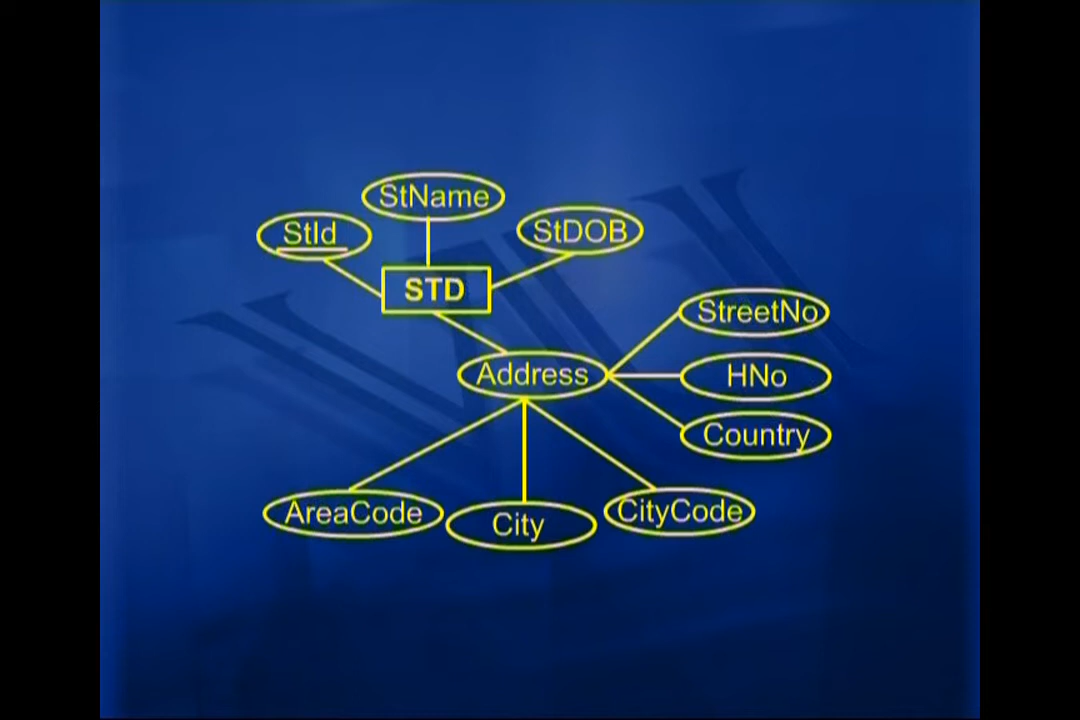 StName
StId
StDOB
STD
StreetNo
Address
HNo
Country
AreaCode
City
CityCode